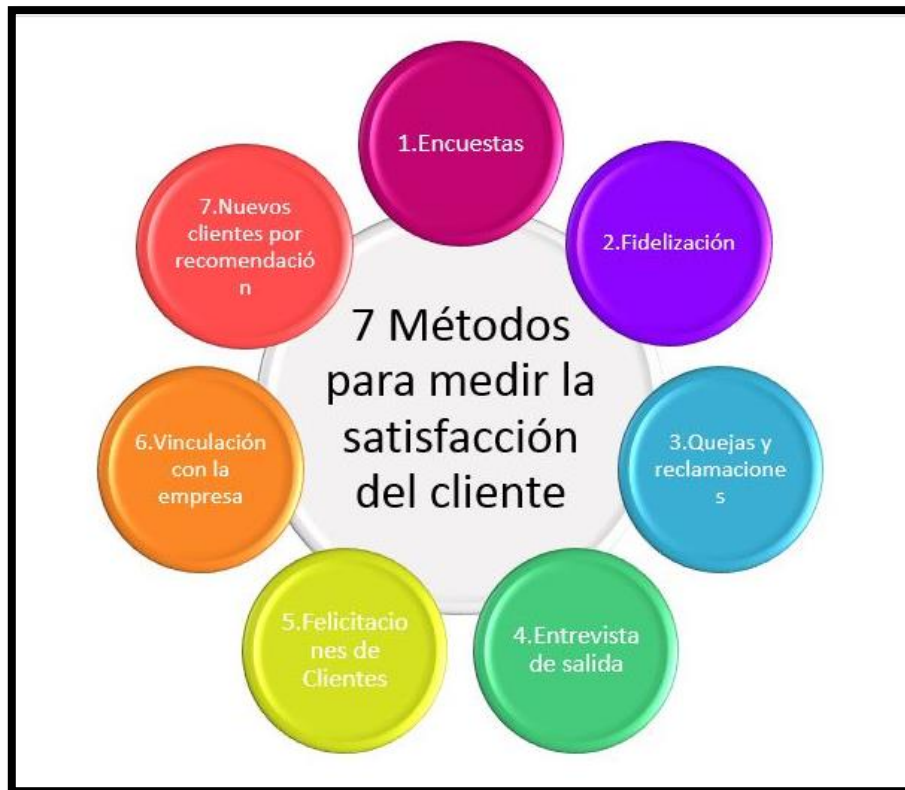 1.Encuestas
2.Fidelización
3.Quejas y
reclamacione
s
4.Entrevista
de salida
5.Felicitacio
nes de
Clientes
6.Vinculación
con la
empresa
7.Nuevos
clientes por
recomendació
n
7 Métodos
para medir la
satisfacción
del cliente